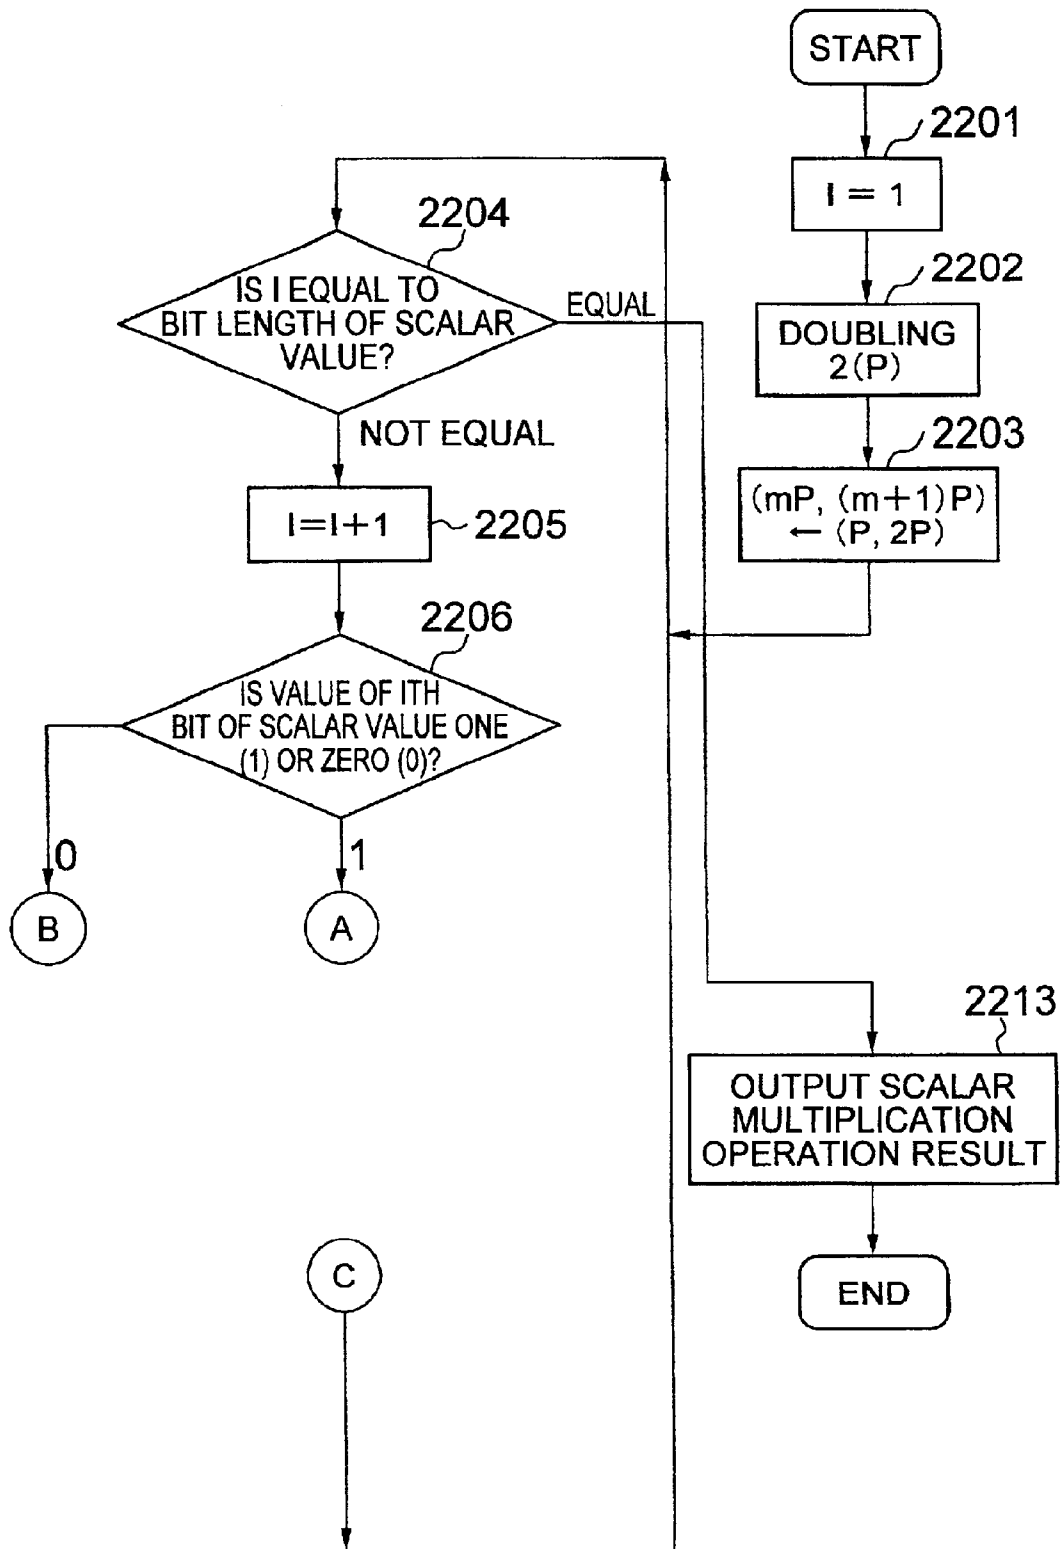 START
2201
I = 1
2202
DOUBLING
2(P)
2203
(mP, (m+1)P)
← (P, 2P)
2204
IS I EQUAL TO
BIT LENGTH OF SCALAR
VALUE?
EQUAL
NOT EQUAL
I=I+1
2205
2206
IS VALUE OF ITH
BIT OF SCALAR VALUE ONE
(1) OR ZERO (0)?
0
1
B
A
2213
OUTPUT SCALAR
MULTIPLICATION
OPERATION RESULT
C
END